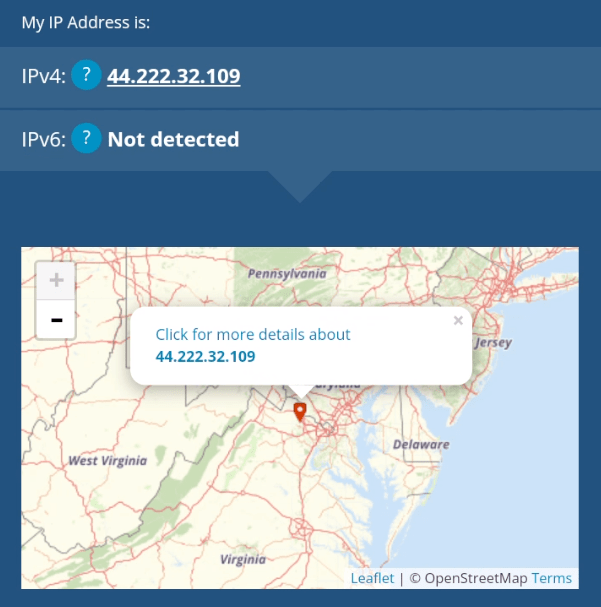 My IP Address is:
IPv4: ? 44.222.32.109
IPv6: ? Not detected
+
-
Pennsylvania
Click for more details about
44.222.32.109
×
Jersey
Delaware
West Virginia
Virginia
Leaflet | © OpenStreetMap Terms